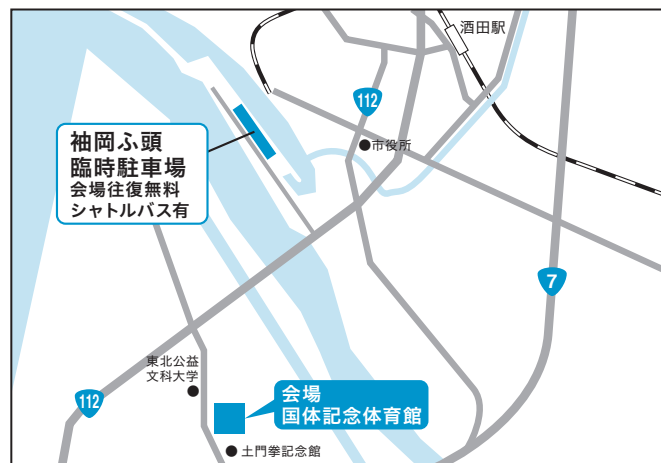 酒田駅
112
市役所
袖岡ふ頭
臨時駐車場
会場往復無料
シャトルバス有
7
東北公益
文科大学
112
会場
国体記念体育館
土門拳記念館